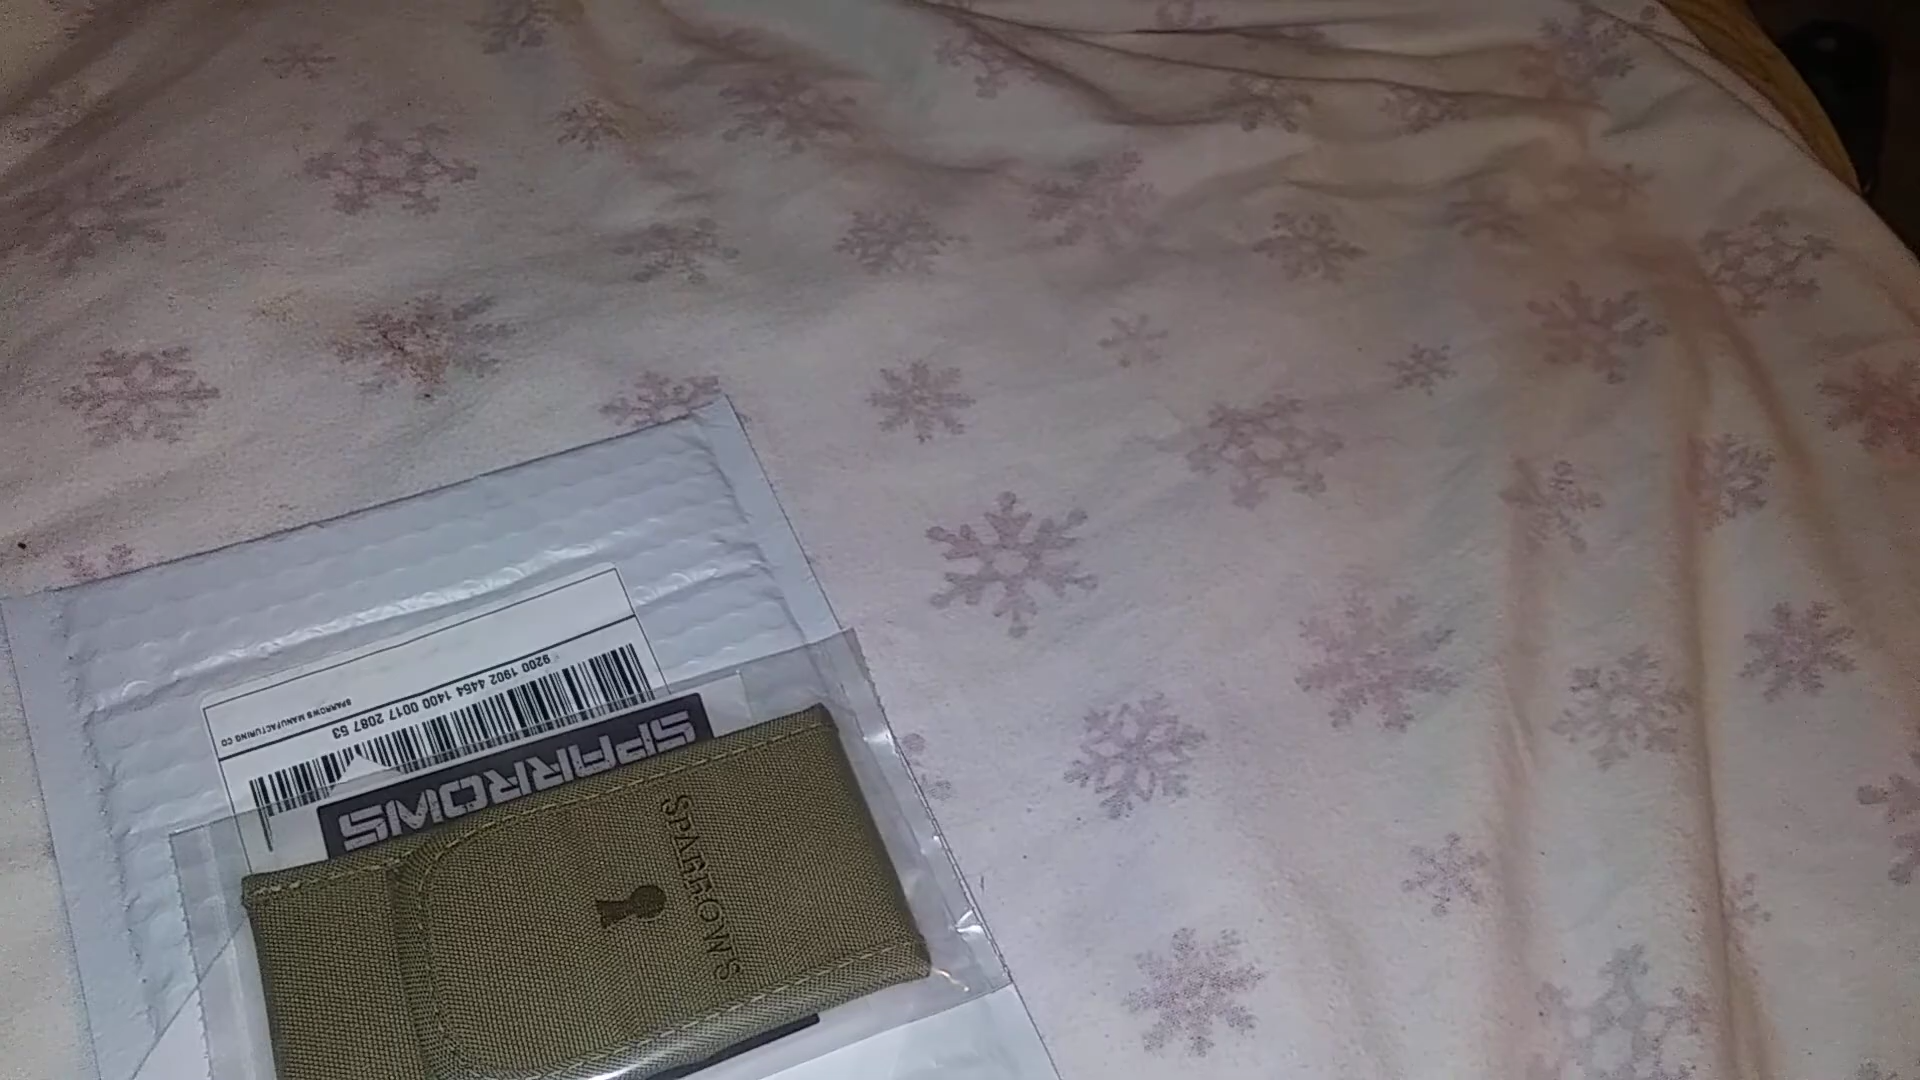 SPARROWS MANUFACTURING CO
9200 1902 4454 1400 0017 2087 53
SPARROWS
SPARROWS